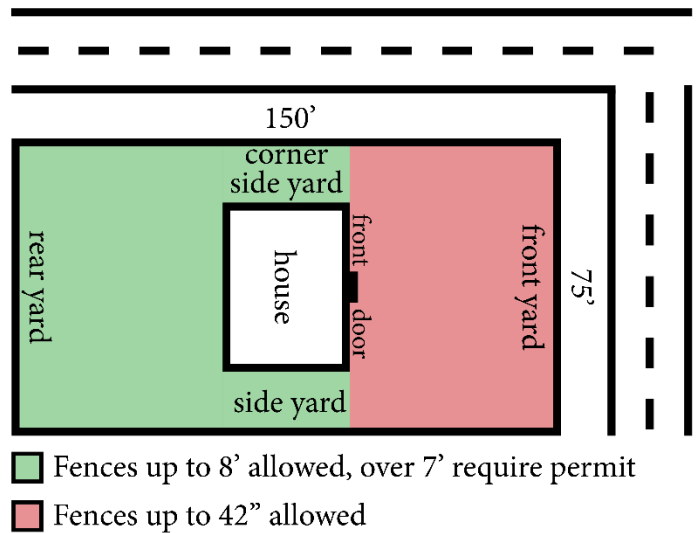 150’
corner
side yard
rear yard
house
front
door
front yard
75’
side yard
Fences up to 8’ allowed, over 7’ require permit
Fences up to 42” allowed